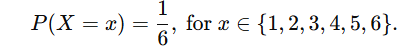 P(X = x) = 1/6, for x ∈ {1, 2, 3, 4, 5, 6}.